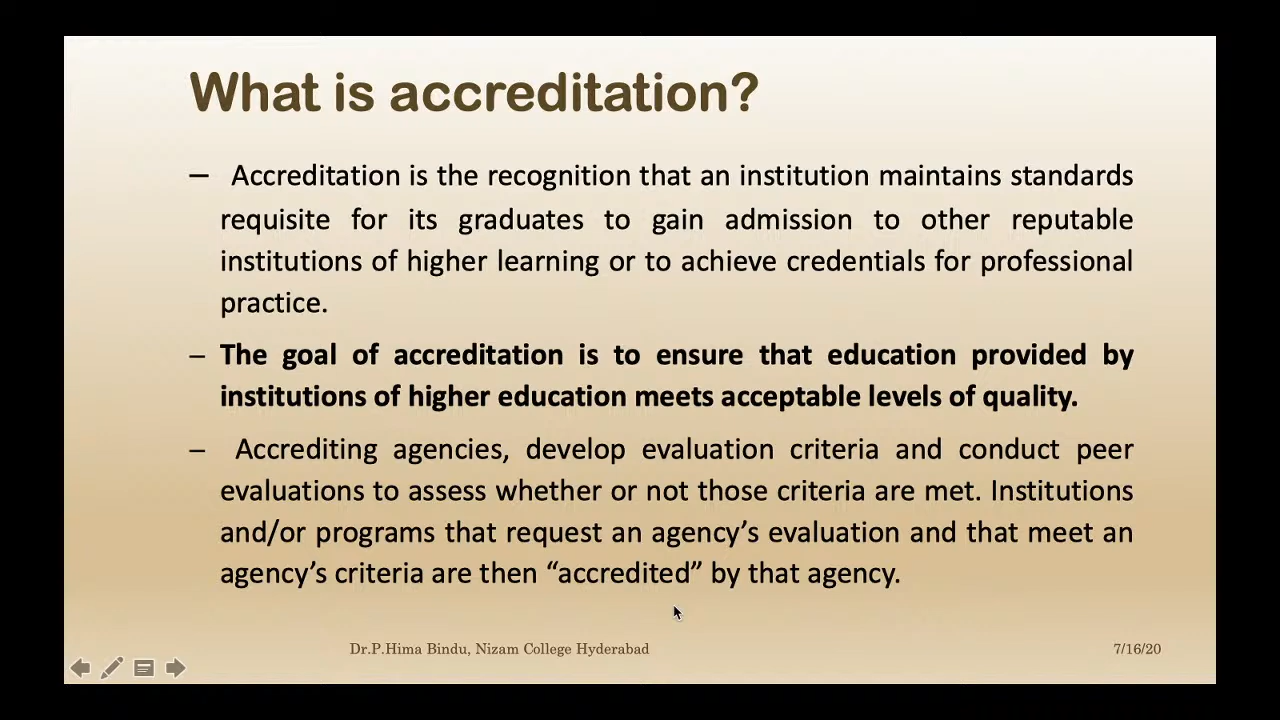 What is accreditation?
– Accreditation is the recognition that an institution maintains standards
requisite for its graduates to gain admission to other reputable
institutions of higher learning or to achieve credentials for professional
practice.
– The goal of accreditation is to ensure that education provided by
institutions of higher education meets acceptable levels of quality.
– Accrediting agencies, develop evaluation criteria and conduct peer
evaluations to assess whether or not those criteria are met. Institutions
and/or programs that request an agency’s evaluation and that meet an
agency’s criteria are then “accredited” by that agency.
Dr.P.Hima Bindu, Nizam College Hyderabad
7/16/20